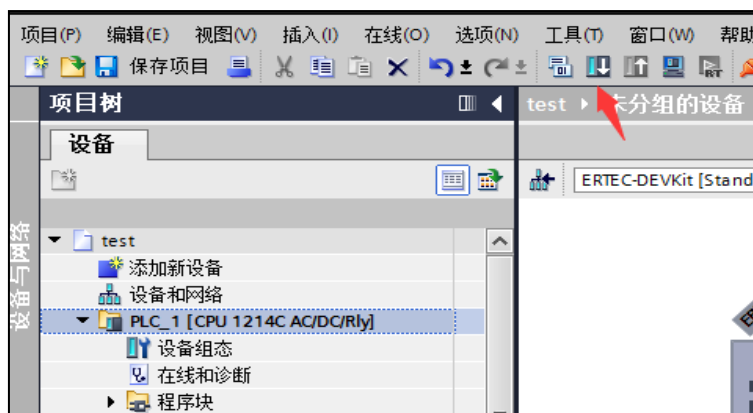 项目(P) 编辑(E) 视图(V) 插入(I) 在线(O) 选项(N) 工具(T) 窗口(W) 帮助
保存项目
项目树
test 未分组的设备
设备
ERTEC-DEVKit [Stand
设备与网络
test
添加新设备
设备和网络
PLC_1 [CPU 1214C AC/DC/Rly]
设备组态
在线和诊断
程序块